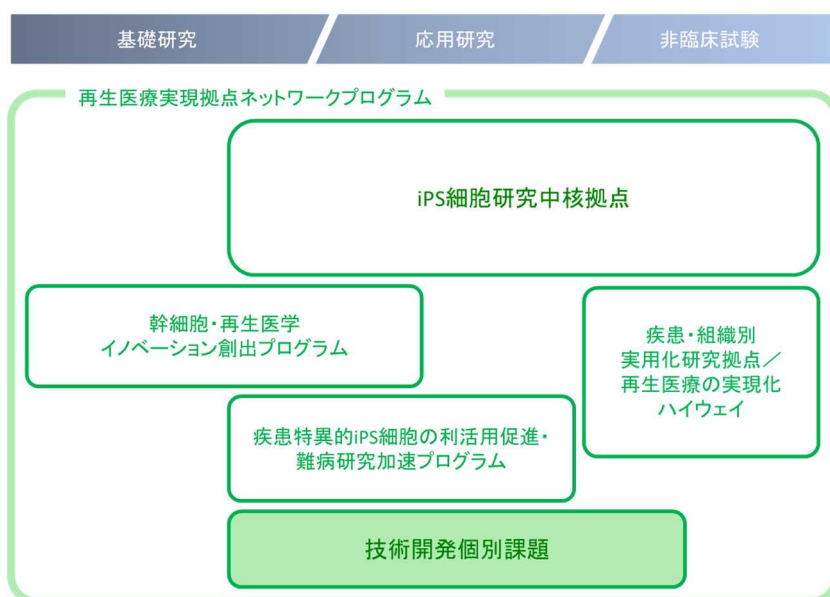 基礎研究
応用研究
非臨床試験
再生医療実現拠点ネットワークプログラム
iPS細胞研究中核拠点
幹細胞・再生医学
イノベーション創出プログラム
疾患・組織別
実用化研究拠点／
再生医療の実現化
ハイウェイ
疾患特異的iPS細胞の利活用促進・
難病研究加速プログラム
技術開発個別課題